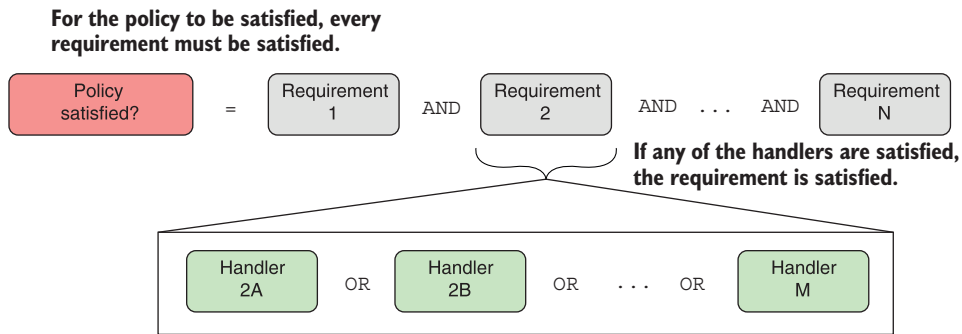 For the policy to be satisfied, every
requirement must be satisfied.
Policy
satisfied?
=
Requirement
1
AND
Requirement
2
AND ... AND
Requirement
N
If any of the handlers are satisfied,
the requirement is satisfied.
Handler
2A
OR
Handler
2B
OR ... OR
Handler
M